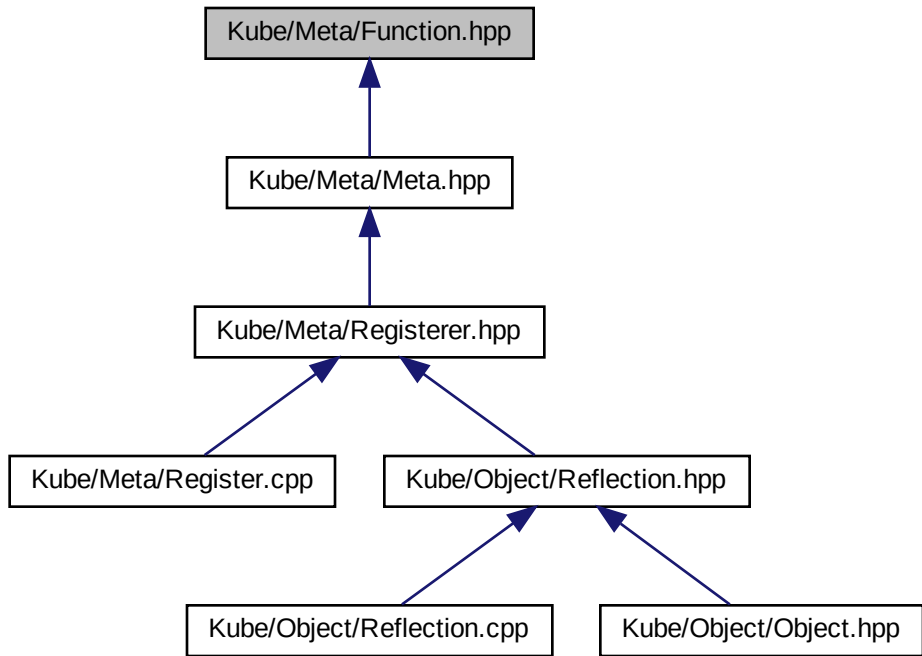 Kube/Meta/Function.hpp
Kube/Meta/Meta.hpp
Kube/Meta/Registerer.hpp
Kube/Meta/Register.cpp
Kube/Object/Reflection.hpp
Kube/Object/Reflection.cpp
Kube/Object/Object.hpp